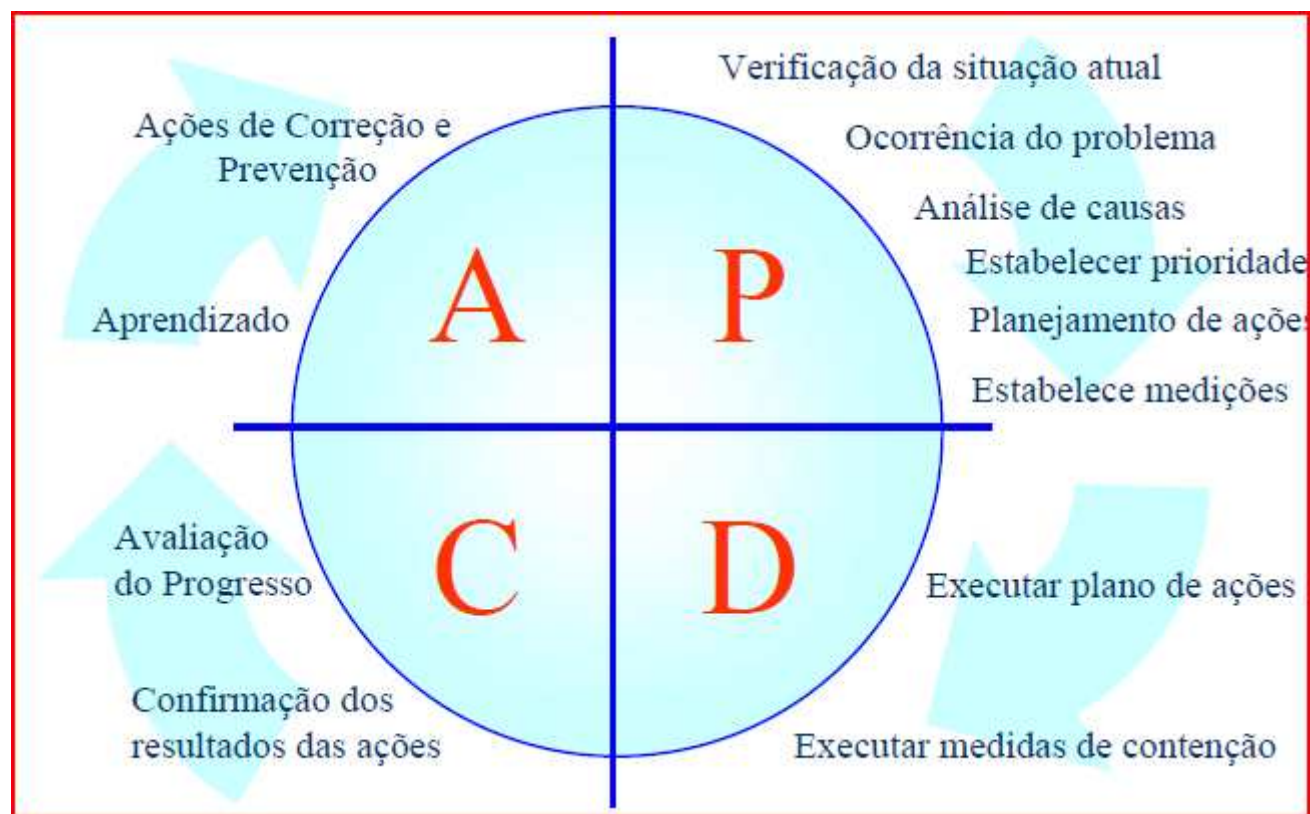 Verificação da situação atual
Ocorrência do problema
Análise de causas
Estabelecer prioridade
Planejamento de ações
Estabelece medições
P
D
Executar plano de ações
Executar medidas de contenção
C
Avaliação
do Progresso
Confirmação dos
resultados das ações
A
Ações de Correção e
Prevenção
Aprendizado